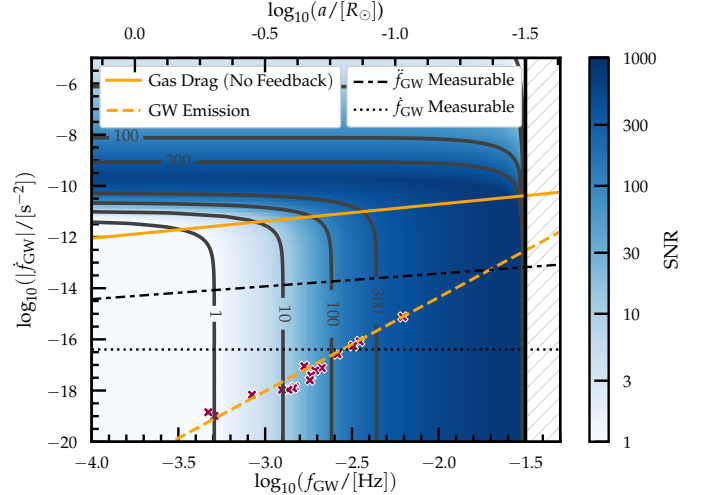 log₁₀(a/[R⊙])
0.0 -0.5 -1.0 -1.5
Gas Drag (No Feedback)
GW Emission
f̈GW Measurable
ḟGW Measurable
100
300
1
10
100
300
−6
−8
−10
−12
−14
−16
−18
−20
log₁₀(|ḟGW|/[s⁻²])
−4.0 −3.5 −3.0 −2.5 −2.0 −1.5
log₁₀(fGW/[Hz])
1000
300
100
30
10
3
1
SNR